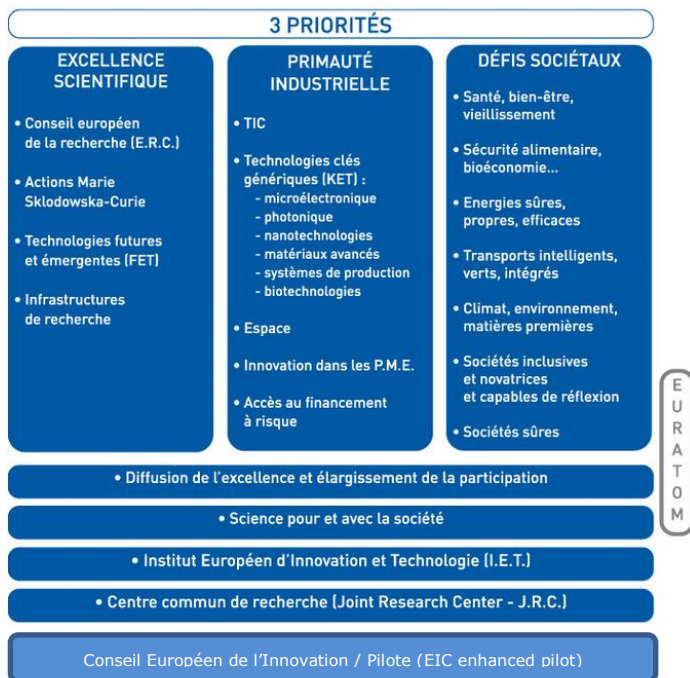 3 PRIORITÉS
EXCELLENCE
SCIENTIFIQUE
• Conseil européen
de la recherche (E.R.C.)
• Actions Marie
Sklodowska-Curie
• Technologies futures
et émergentes (FET)
• Infrastructures
de recherche
PRIMAUTÉ
INDUSTRIELLE
• TIC
• Technologies clés
génériques (KET) :
- microélectronique
- photonique
- nanotechnologies
- matériaux avancés
- systèmes de production
- biotechnologies
• Espace
• Innovation dans les P.M.E.
• Accès au financement
à risque
DÉFIS SOCIÉTAUX
• Santé, bien-être,
vieillissement
• Sécurité alimentaire,
bioéconomie...
• Energies sûres,
propres, efficaces
• Transports intelligents,
verts, intégrés
• Climat, environnement,
matières premières
• Sociétés inclusives
et novatrices
et capables de réflexion
• Sociétés sûres
EURATOM
• Diffusion de l'excellence et élargissement de la participation
• Science pour et avec la société
• Institut Européen d'Innovation et Technologie (I.E.T.)
• Centre commun de recherche (Joint Research Center - J.R.C.)
Conseil Européen de l'Innovation / Pilote (EIC enhanced pilot)